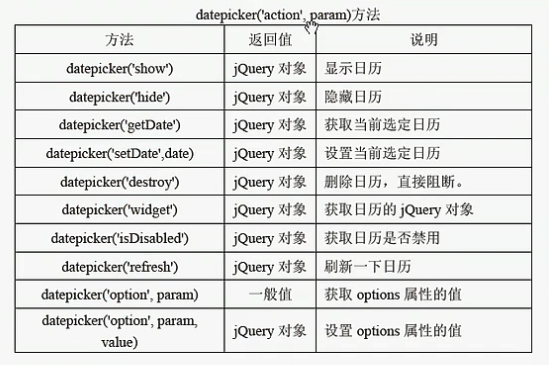 datepicker('action', param)方法
方法 返回值 说明
datepicker('show') jQuery 对象 显示日历
datepicker('hide') jQuery 对象 隐藏日历
datepicker('getDate') jQuery 对象 获取当前选定日历
datepicker('setDate',date) jQuery 对象 设置当前选定日历
datepicker('destroy') jQuery 对象 删除日历，直接阻断。
datepicker('widget') jQuery 对象 获取日历的 jQuery 对象
datepicker('isDisabled') jQuery 对象 获取日历是否禁用
datepicker('refresh') jQuery 对象 刷新一下日历
datepicker('option', param) 一般值 获取 options 属性的值
datepicker('option', param,
value) jQuery 对象 设置 options 属性的值